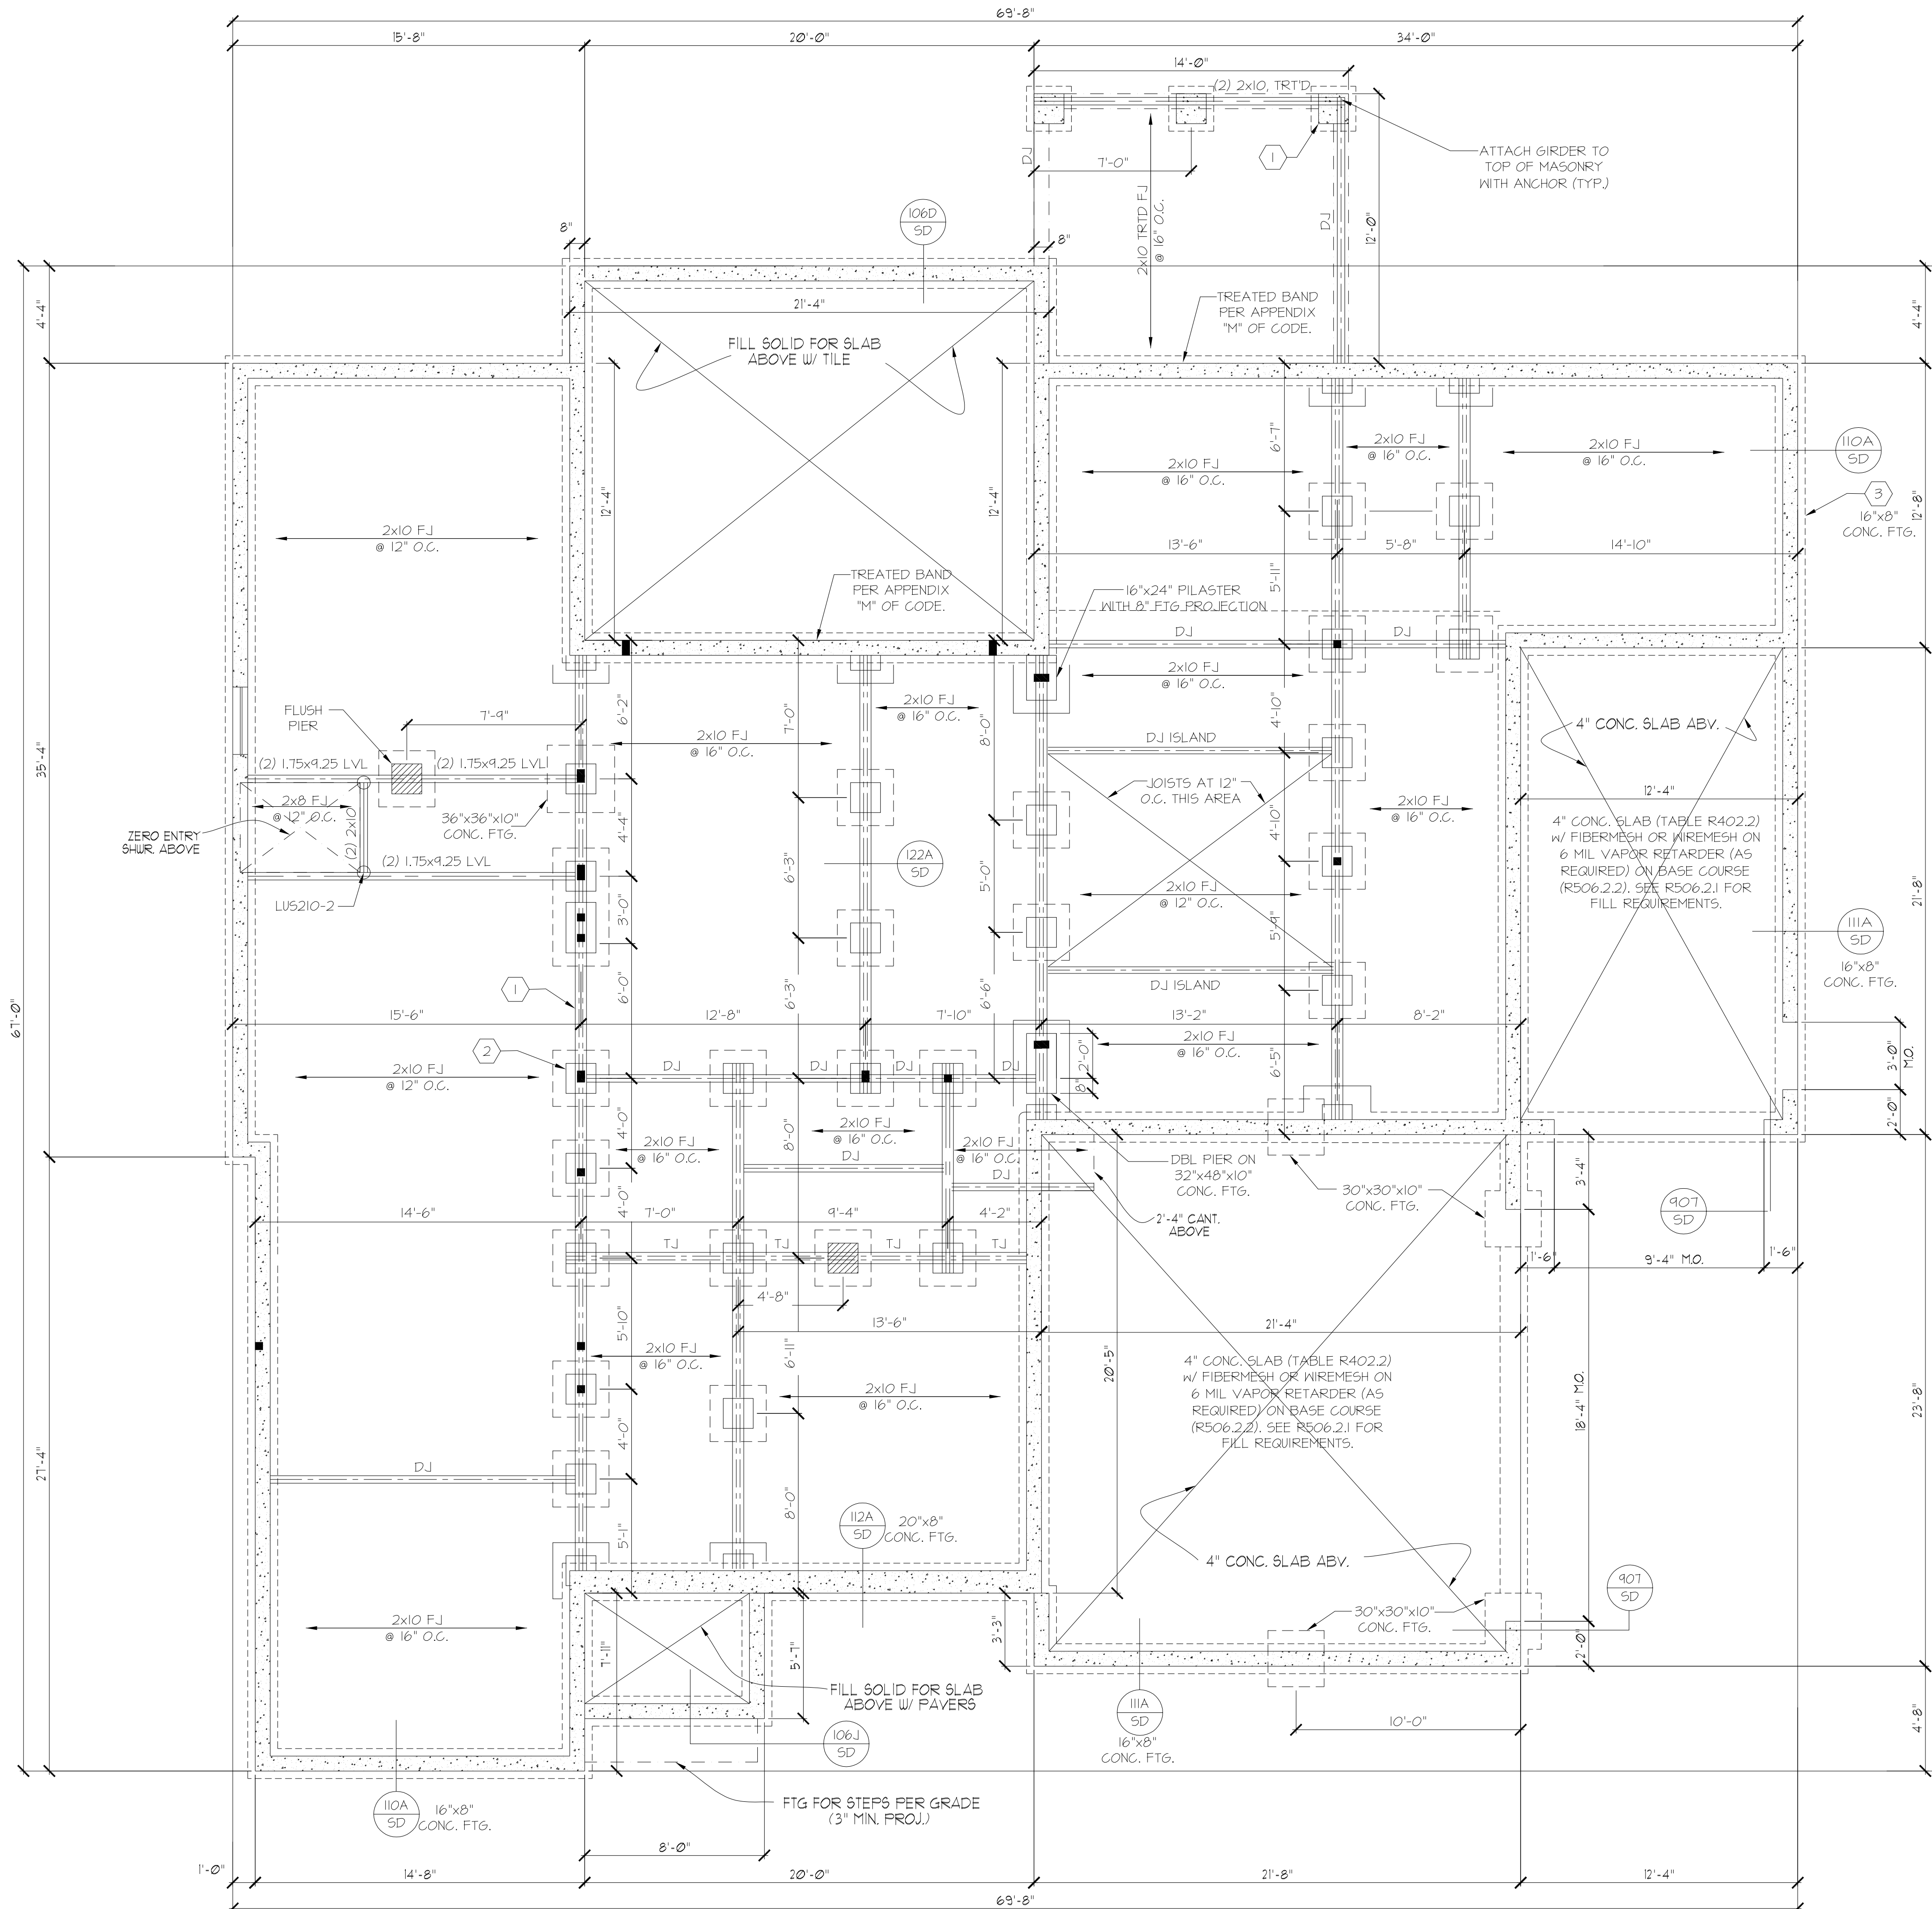 69'-8"
15'-8"
20'-0"
34'-0"
14'-0"
(2) 2x10, TRT'D
DJ
7'-0"
1
ATTACH GIRDER TO
TOP OF MASONRY
WITH ANCHOR (TYP.)
2x10 TRTD FJ
@ 16" O.C.
DJ
12'-0"
106D
SD
8"
8"
4'-4"
21'-4"
TREATED BAND
PER APPENDIX
"M" OF CODE.
4'-4"
FILL SOLID FOR SLAB
ABOVE W/ TILE
12'-4"
12'-4"
6'-7"
2x10 FJ
@ 16" O.C.
2x10 FJ
@ 16" O.C.
2x10 FJ
@ 16" O.C.
110A
SD
3
16"x8"
CONC. FTG.
12'-8"
2x10 FJ
@ 12" O.C.
13'-6"
5'-8"
14'-10"
5'-11"
TREATED BAND
PER APPENDIX
"M" OF CODE.
16"x24" PILASTER
WITH 8" FTG PROJECTION
DJ
DJ
2x10 FJ
@ 16" O.C.
35'-4"
67'-0"
FLUSH
PIER
7'-9"
6'-2"
7'-0"
2x10 FJ
@ 16" O.C.
8'-0"
2x10 FJ
@ 16" O.C.
4'-10"
4" CONC. SLAB ABV.
DJ ISLAND
(2) 1.75x9.25 LVL
(2) 1.75x9.25 LVL
2x8 FJ
@ 12" O.C.
(2) 2x10
ZERO ENTRY
SHWR. ABOVE
36"x36"x10"
CONC. FTG.
4'-4"
JOISTS AT 12"
O.C. THIS AREA
2x10 FJ
@ 16" O.C.
12'-4"
4'-10"
4" CONC. SLAB (TABLE R402.2)
W/ FIBERMESH OR WIREMESH ON
6 MIL VAPOR RETARDER (AS
REQUIRED) ON BASE COURSE
(R506.2.2). SEE R506.2.1 FOR
FILL REQUIREMENTS.
21'-8"
(2) 1.75x9.25 LVL
LUS210-2
6'-3"
122A
SD
5'-0"
2x10 FJ
@ 12" O.C.
3'-0"
5'-9"
111A
SD
16"x8"
CONC. FTG.
1
6'-0"
6'-3"
6'-6"
DJ ISLAND
15'-6"
12'-8"
7'-10"
13'-2"
8'-2"
2
2x10 FJ
@ 12" O.C.
DJ
DJ
DJ
DJ
2x10 FJ
@ 16" O.C.
2'-0"
8"
6'-5"
3'-0"
M.O.
2'-0"
4'-0"
2x10 FJ
@ 16" O.C.
8'-0"
2x10 FJ
@ 16" O.C.
2x10 FJ
@ 16" O.C.
DJ
DJ
DBL PIER ON
32"x48"x10"
CONC. FTG.
30"x30"x10"
CONC. FTG.
3'-4"
907
SD
2'-4" CANT.
ABOVE
4'-0"
14'-6"
7'-0"
9'-4"
4'-2"
TJ
TJ
TJ
TJ
1'-6"
9'-4" M.O.
1'-6"
4'-8"
13'-6"
21'-4"
5'-10"
6'-11"
2x10 FJ
@ 16" O.C.
2x10 FJ
@ 16" O.C.
20'-5"
4" CONC. SLAB (TABLE R402.2)
W/ FIBERMESH OR WIREMESH ON
6 MIL VAPOR RETARDER (AS
REQUIRED) ON BASE COURSE
(R506.2.2). SEE R506.2.1 FOR
FILL REQUIREMENTS.
18'-4" M.O.
23'-8"
4'-0"
27'-4"
DJ
8'-0"
5'-1"
112A
SD
20"x8"
CONC. FTG.
4" CONC. SLAB ABV.
907
SD
30"x30"x10"
CONC. FTG.
2x10 FJ
@ 16" O.C.
7'-11"
5'-7"
3'-3"
2'-0"
FILL SOLID FOR SLAB
ABOVE W/ PAVERS
106J
SD
111A
SD
16"x8"
CONC. FTG.
10'-0"
4'-8"
110A
SD
16"x8"
CONC. FTG.
FTG FOR STEPS PER GRADE
(3" MIN. PROJ.)
8'-0"
1'-0"
14'-8"
20'-0"
21'-8"
12'-4"
69'-8"